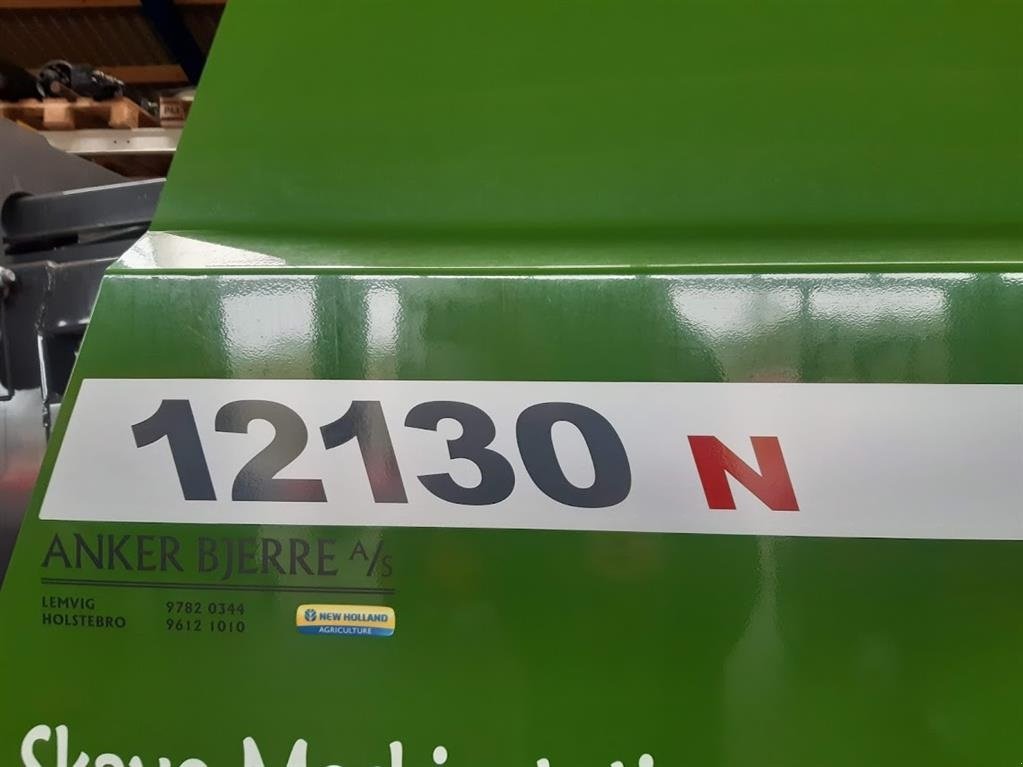 12130 N
ANKER BJERRE A/S
LEMVIG 9782 0344
HOLSTEBRO 9612 1010
NEW HOLLAND
AGRICULTURE